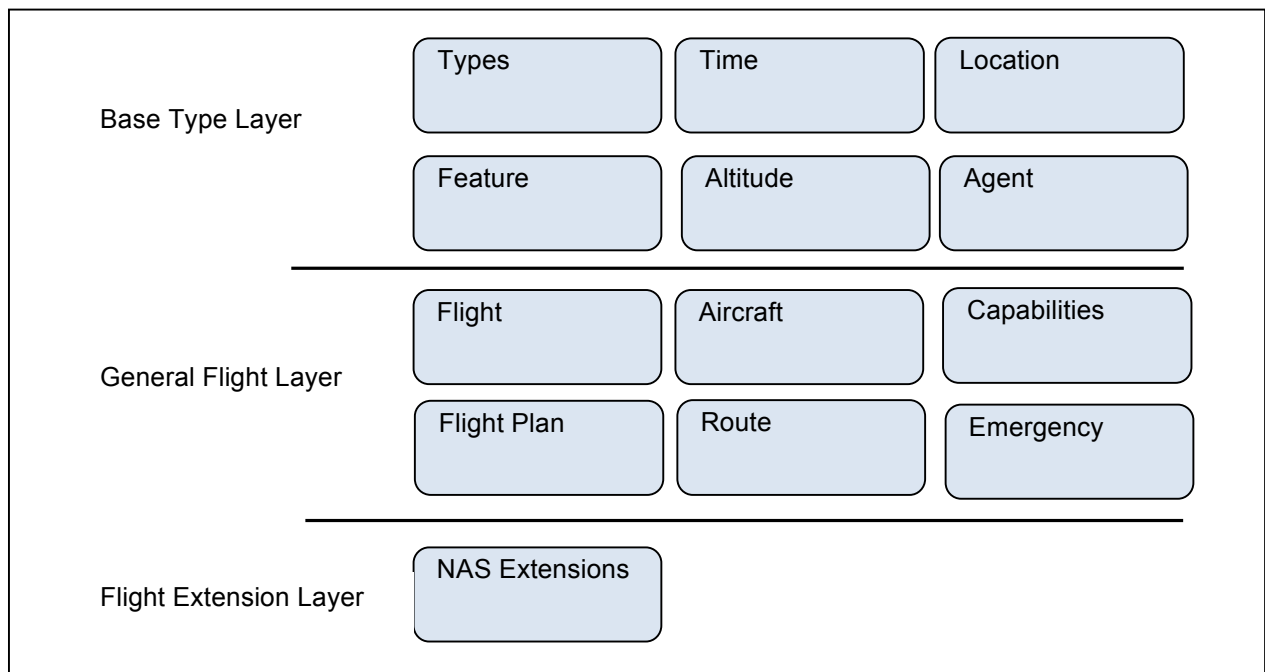 Types
Time
Location
Base Type Layer
Feature
Altitude
Agent
Flight
Aircraft
Capabilities
General Flight Layer
Flight Plan
Route
Emergency
NAS Extensions
Flight Extension Layer